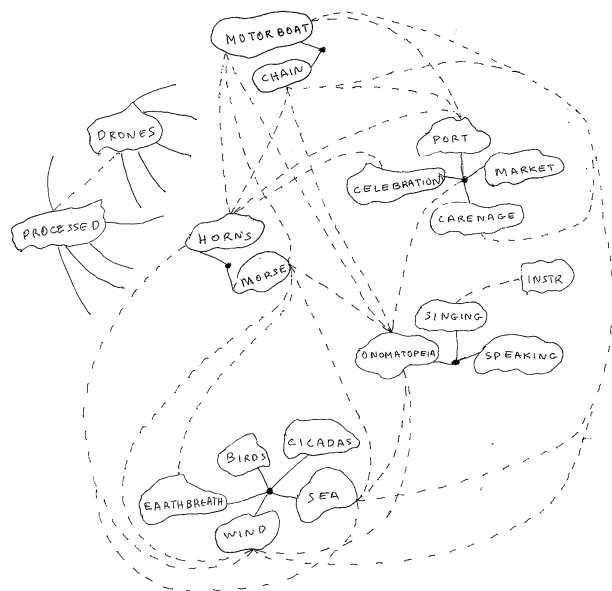 MOTORBOAT
CHAIN
DRONES
PORT
CELEBRATION
MARKET
PROCESSED
CARENAGE
HORNS
MORSE
INSTR
SINGING
ONOMATOPEIA
SPEAKING
BIRDS
CICADAS
EARTHBREATH
SEA
WIND